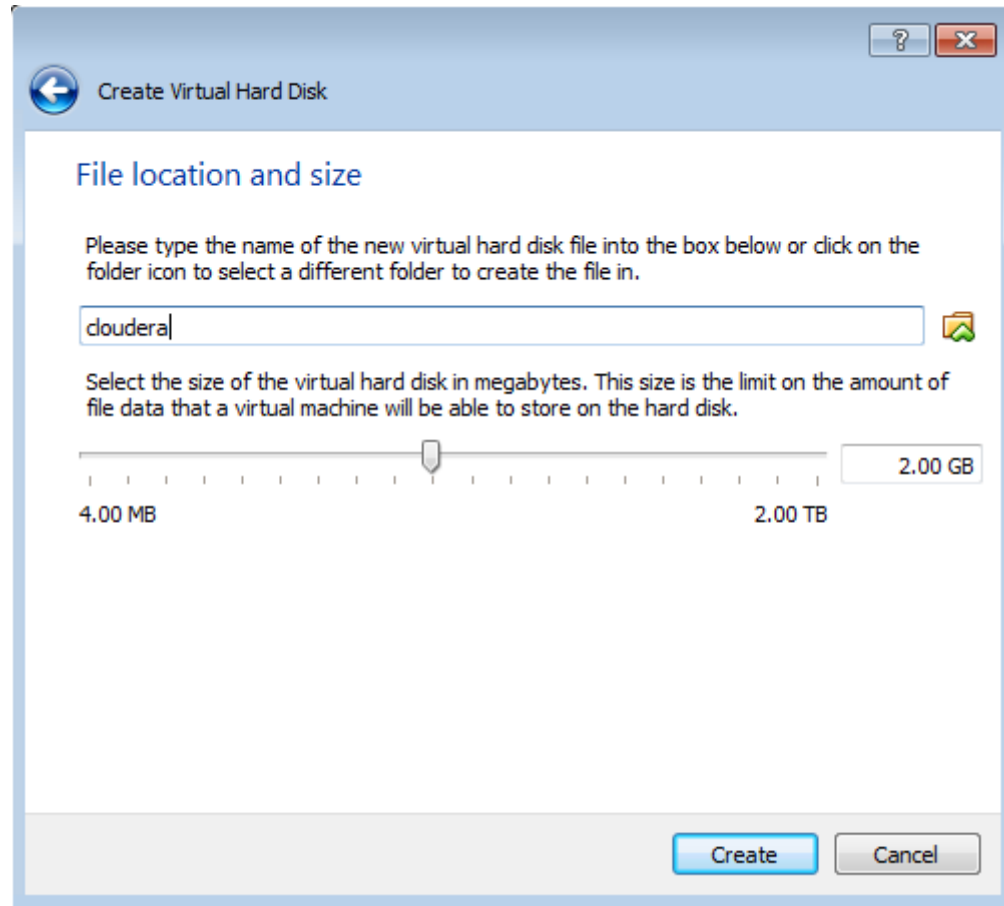 ?
Create Virtual Hard Disk
File location and size
Please type the name of the new virtual hard disk file into the box below or click on the
folder icon to select a different folder to create the file in.
cloudera
Select the size of the virtual hard disk in megabytes. This size is the limit on the amount of
file data that a virtual machine will be able to store on the hard disk.
2.00 GB
4.00 MB 2.00 TB
Create Cancel